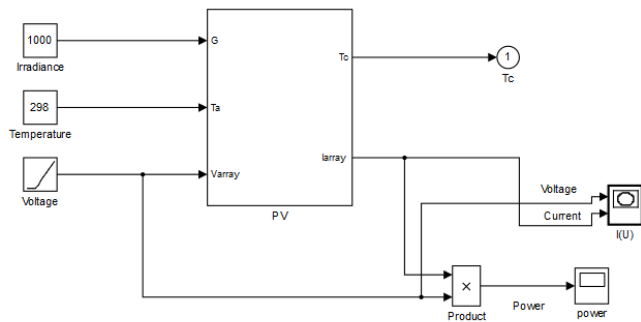 1000
Irradiance
298
Temperature
Voltage
G
Ta
Varray
Tc
Iarray
PV
1
Tc
Voltage
Current
I(U)
×
Product
Power
power